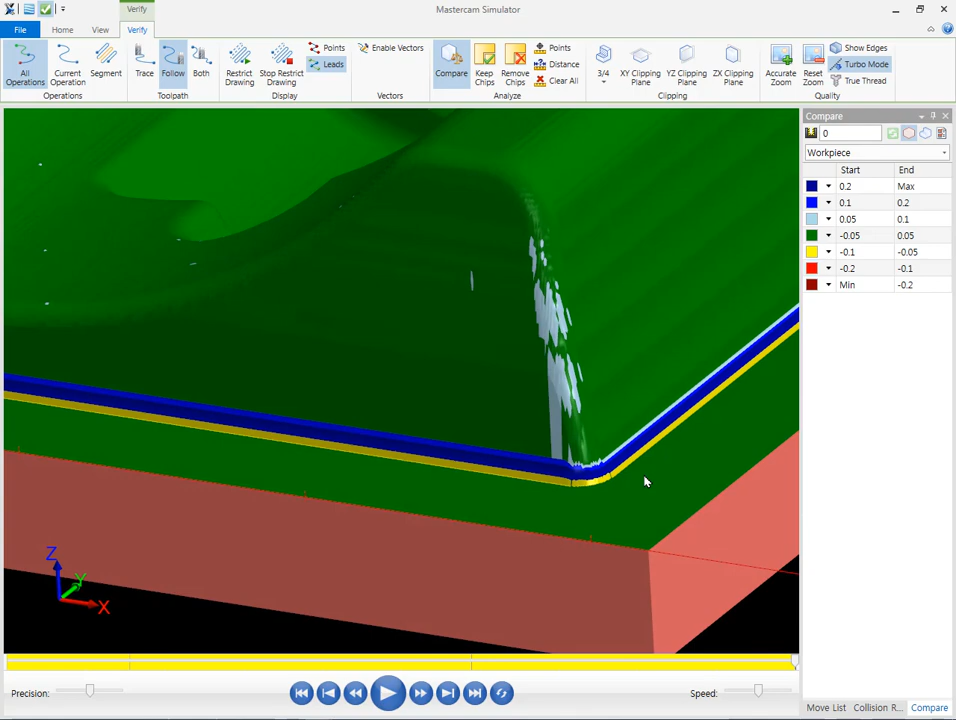 Verify
Mastercam Simulator
File Home View Verify
All Operations
Current Operation
Segment
Operations
Trace
Follow
Both
Toolpath
Restrict Drawing
Stop Restrict Drawing
Points
Leads
Display
Enable Vectors
Vectors
Compare
Keep Chips
Remove Chips
Points
Distance
Clear All
Analyze
3/4
XY Clipping Plane
YZ Clipping Plane
ZX Clipping Plane
Clipping
Accurate Zoom
Reset Zoom
Show Edges
Turbo Mode
True Thread
Quality
Compare
0
Workpiece
Start End
0.2 Max
0.1 0.2
0.05 0.1
-0.05 0.05
-0.1 -0.05
-0.2 -0.1
Min -0.2
Z
Y
X
Precision:
Speed:
Move List Collision R... Compare